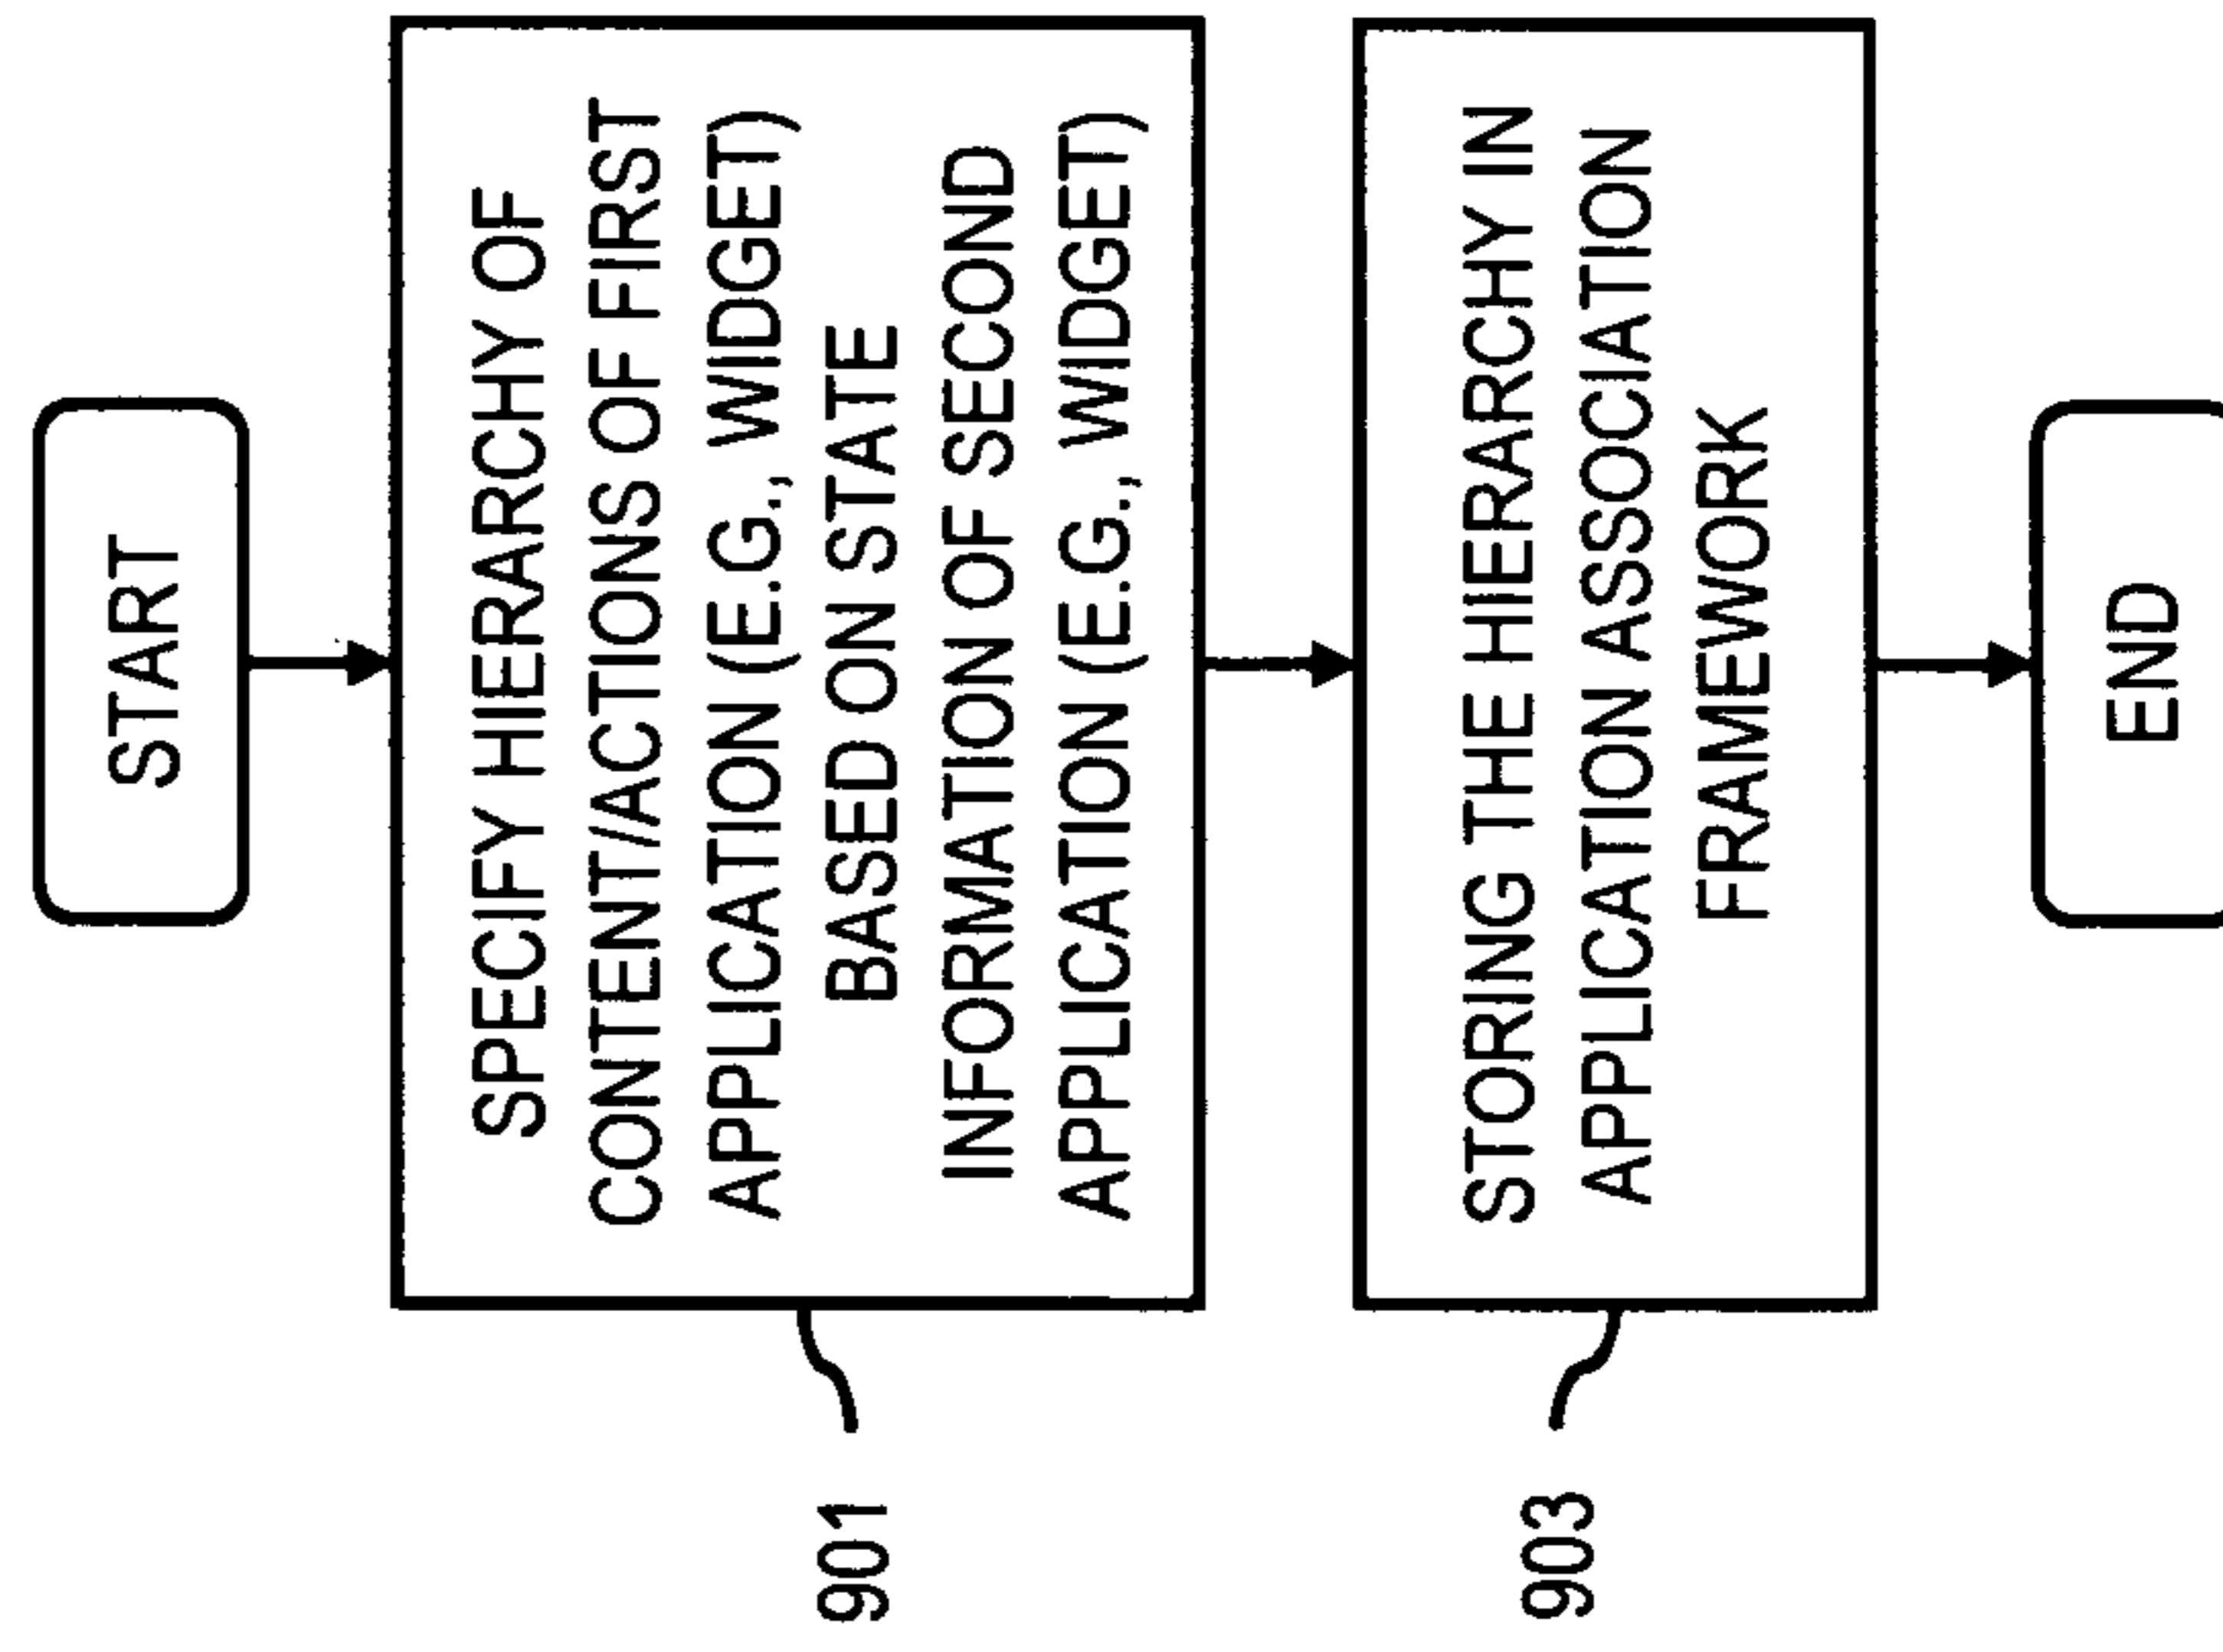 START
SPECIFY HIERARCHY OF
CONTENT/ACTIONS OF FIRST
APPLICATION (E.G., WIDGET)
BASED ON STATE
INFORMATION OF SECOND
APPLICATION (E.G., WIDGET)
901
STORING THE HIERARCHY IN
APPLICATION ASSOCIATION
FRAMEWORK
903
END